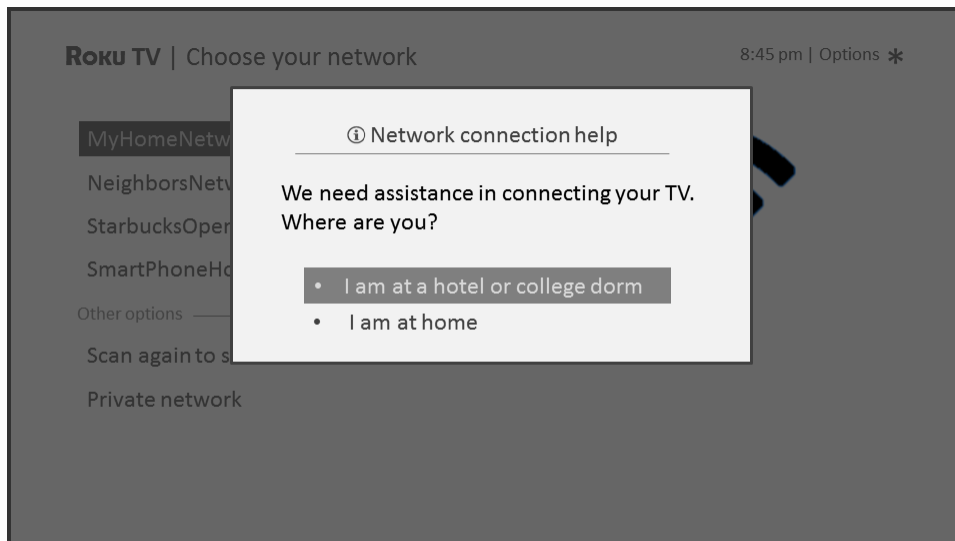 Roku TV | Choose your network
8:45 pm | Options ✱
ⓘ Network connection help
We need assistance in connecting your TV.
Where are you?
• I am at a hotel or college dorm
• I am at home
MyHomeNetw
NeighborsNetw
StarbucksOper
SmartPhoneHo
Other options
Scan again to s
Private network